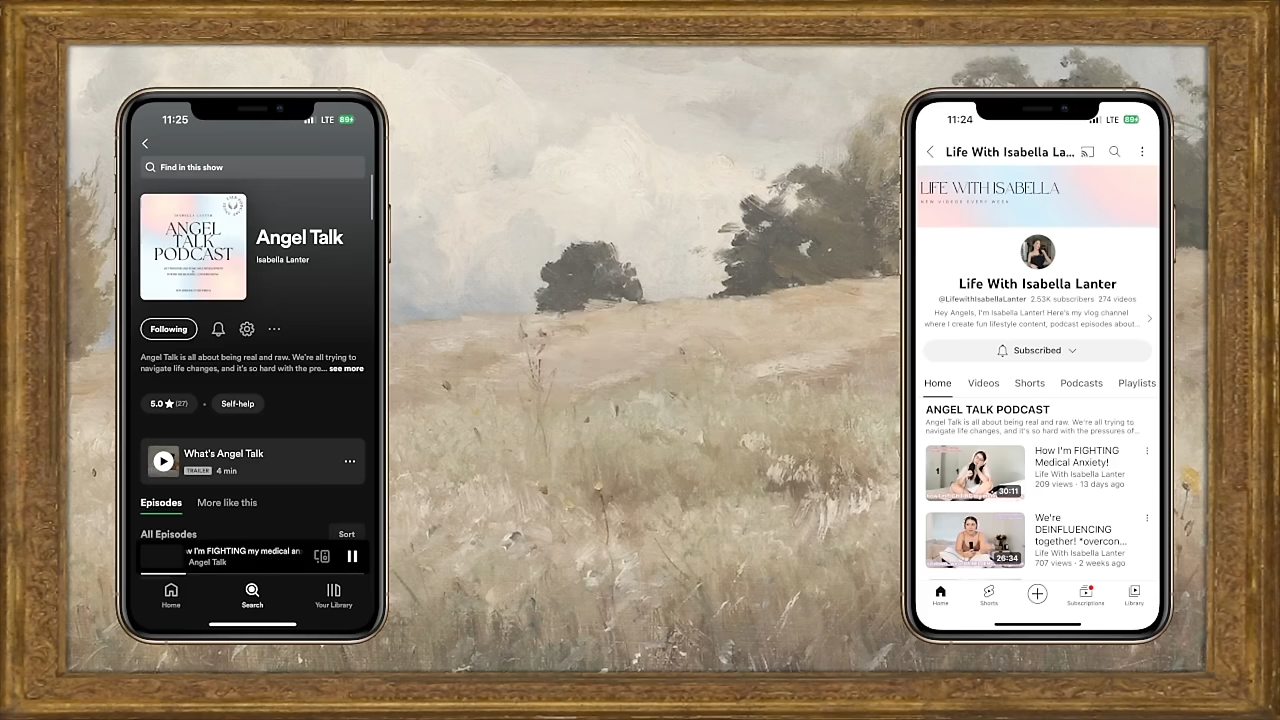 11:25
LTE
89+
Find in this show
ISABELLA LANTER
ANGEL
TALK
PODCAST
Angel Talk
Isabella Lanter
Following
Angel Talk is all about being real and raw. We're all trying to
navigate life changes, and it's so hard with the pre... see more
5.0 ★ (27)
Self-help
What's Angel Talk
TRAILER 4 min
Episodes
More like this
All Episodes
Sort
w I'm FIGHTING my medical an
Angel Talk
Home
Search
Your Library
11:24
LTE
89+
Life With Isabella La...
LIFE WITH ISABELLA
NEW VIDEOS EVERY WEEK
Life With Isabella Lanter
@LifewithIsabellaLanter 2.53K subscribers 274 videos
Hey Angels, I'm Isabella Lanter! Here's my vlog channel
where I create fun lifestyle content, podcast episodes about...
Subscribed
Home
Videos
Shorts
Podcasts
Playlists
ANGEL TALK PODCAST
Angel Talk is all about being real and raw. We're all trying to
navigate life changes, and it's so hard with the pressures of...
30:11
How I'm FIGHTING
Medical Anxiety!
Life With Isabella Lanter
209 views · 13 days ago
26:34
We're
DEINFLUENCING
together! *overcon...
Life With Isabella Lanter
707 views · 2 weeks ago
Home
Shorts
Subscriptions
Library